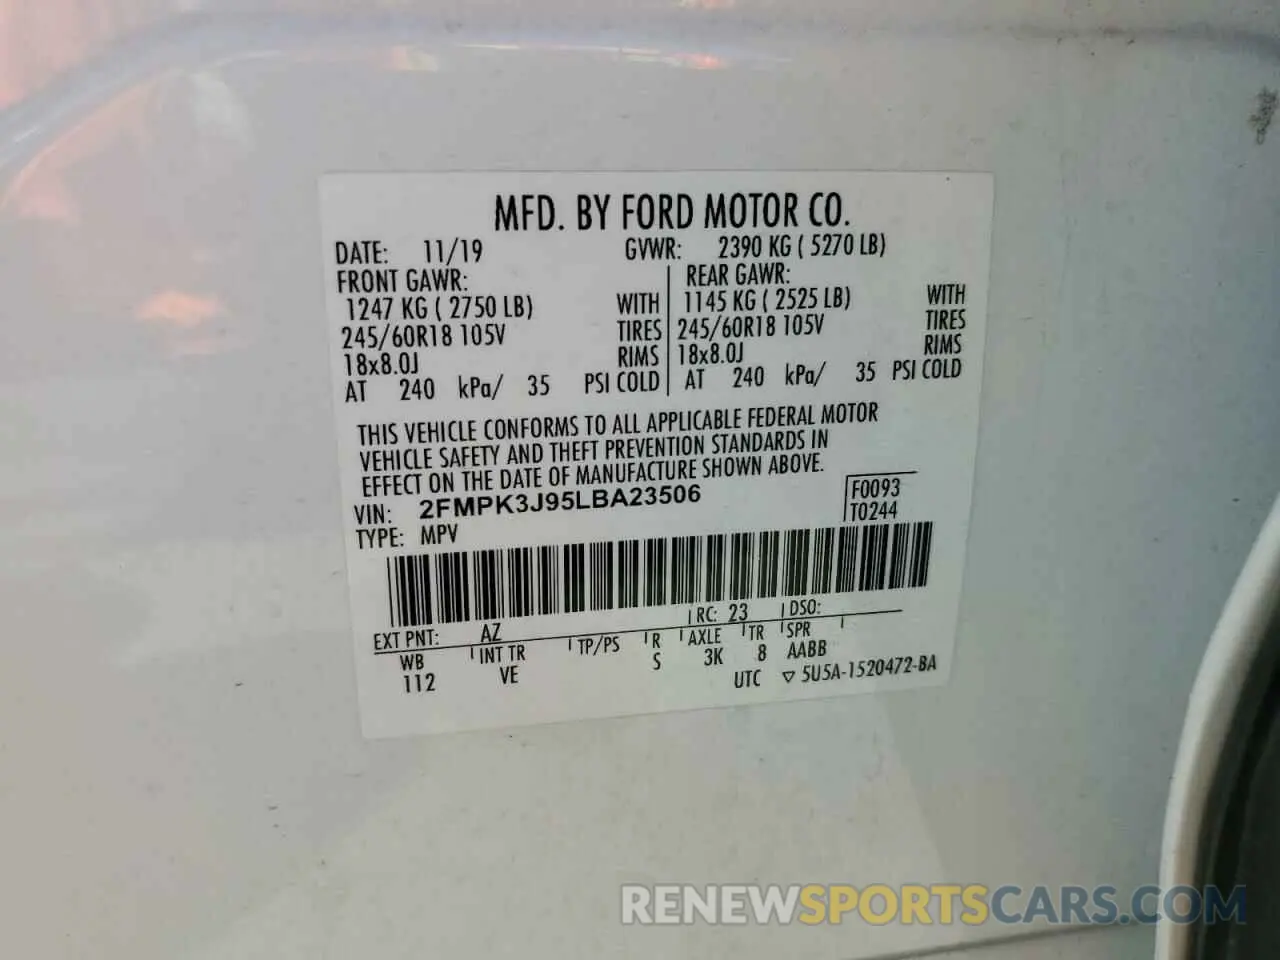 MFD. BY FORD MOTOR CO.
DATE: 11/19 GVWR: 2390 KG ( 5270 LB)
FRONT GAWR: REAR GAWR:
1247 KG ( 2750 LB) WITH 1145 KG ( 2525 LB) WITH
245/60R18 105V TIRES 245/60R18 105V TIRES
18x8.0J RIMS 18x8.0J RIMS
AT 240 kPa/ 35 PSI COLD AT 240 kPa/ 35 PSI COLD
THIS VEHICLE CONFORMS TO ALL APPLICABLE FEDERAL MOTOR
VEHICLE SAFETY AND THEFT PREVENTION STANDARDS IN
EFFECT ON THE DATE OF MANUFACTURE SHOWN ABOVE.
VIN: 2FMPK3J95LBA23506 F0093
TYPE: MPV T0244
EXT PNT: AZ RC: 23 DSO:
WB INT TR TP/PS R AXLE TR SPR
112 VE S 3K 8 AABB
UTC ▽ 5U5A-1520472-BA
RENEWSPORTSCARS.COM